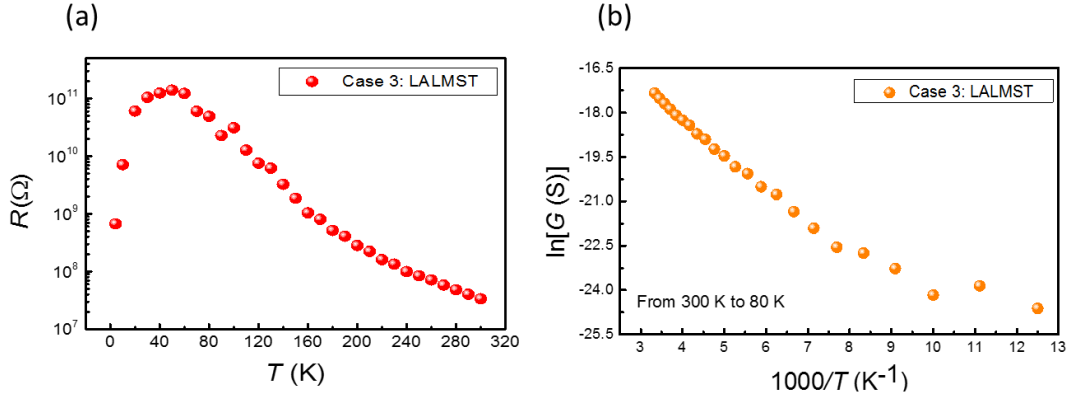 (a)
Case 3: LALMST
10¹¹
10¹⁰
10⁹
10⁸
10⁷
R(Ω)
0 40 80 120 160 200 240 280 320
T (K)
(b)
Case 3: LALMST
-16.5
-18.0
-19.5
-21.0
-22.5
-24.0
-25.5
ln[G (S)]
From 300 K to 80 K
3 4 5 6 7 8 9 10 11 12 13
1000/T (K⁻¹)